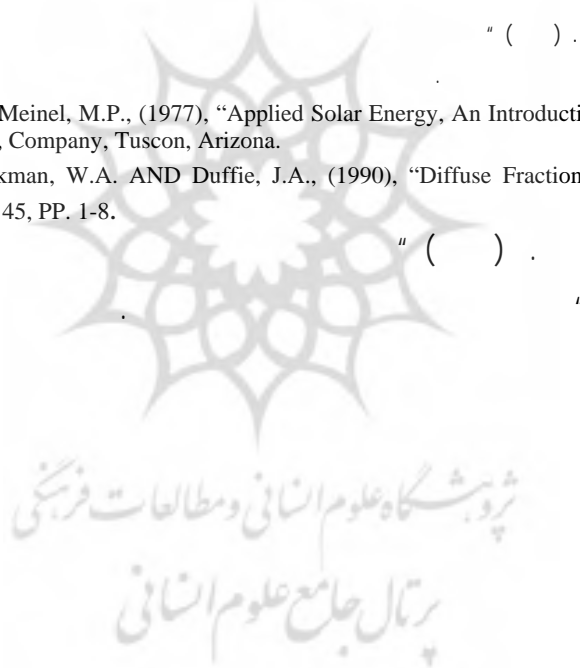 " ( ) .
.
Meinel, M.P., (1977), “Applied Solar Energy, An Introducti
, Company, Tuscon, Arizona.
kman, W.A. AND Duffie, J.A., (1990), “Diffuse Fraction
45, PP. 1-8.
" ( ) .
"
.
پژوهشگاه علوم انسانی و مطالعات فرهنگی
پرتال جامع علوم انسانی